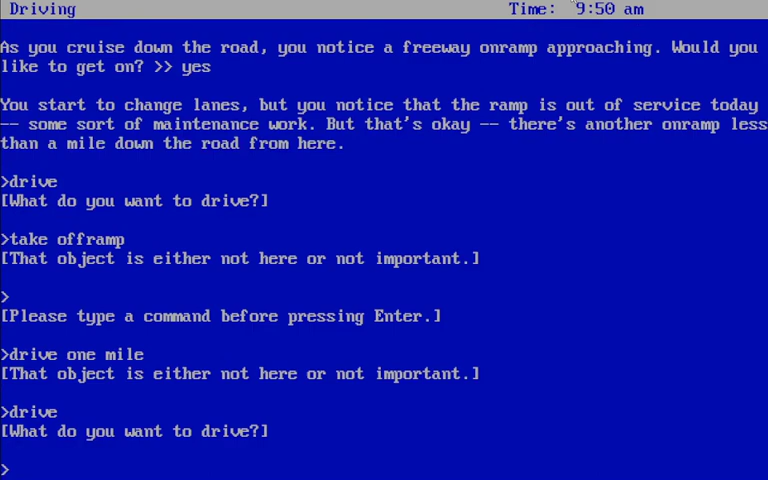 Driving Time: 9:50 am
As you cruise down the road, you notice a freeway onramp approaching. Would you
like to get on? >> yes
You start to change lanes, but you notice that the ramp is out of service today
-- some sort of maintenance work. But that's okay -- there's another onramp less
than a mile down the road from here.
>drive
[What do you want to drive?]
>take offramp
[That object is either not here or not important.]
>
[Please type a command before pressing Enter.]
>drive one mile
[That object is either not here or not important.]
>drive
[What do you want to drive?]
>